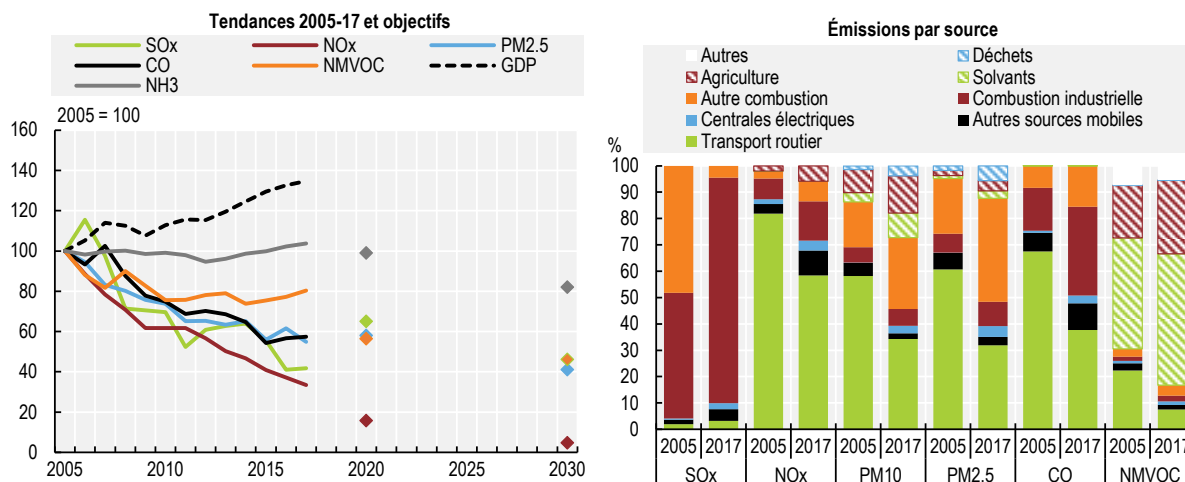 Tendances 2005-17 et objectifs
SOx NOx PM2.5
CO NMVOC GDP
NH3
2005 = 100
160
140
120
100
80
60
40
20
0
2005 2010 2015 2020 2025 2030
Émissions par source
Autres Déchets
Agriculture Solvants
Autre combustion Combustion industrielle
Centrales électriques Autres sources mobiles
Transport routier
%
100
90
80
70
60
50
40
30
20
10
0
2005 2017 2005 2017 2005 2017 2005 2017 2005 2017 2005 2017
SOx NOx PM10 PM2.5 CO NMVOC